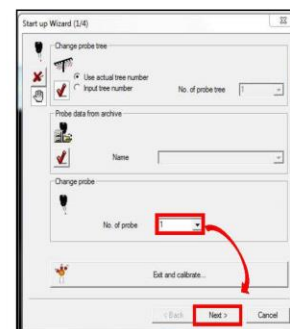 Start up Wizard (1/4)
Change probe tree
Use actual tree number
Input tree number
No. of probe tree 1
Probe data from archive
Name
Change probe
No. of probe 1
Exit and calibrate...
< Back Next > Cancel